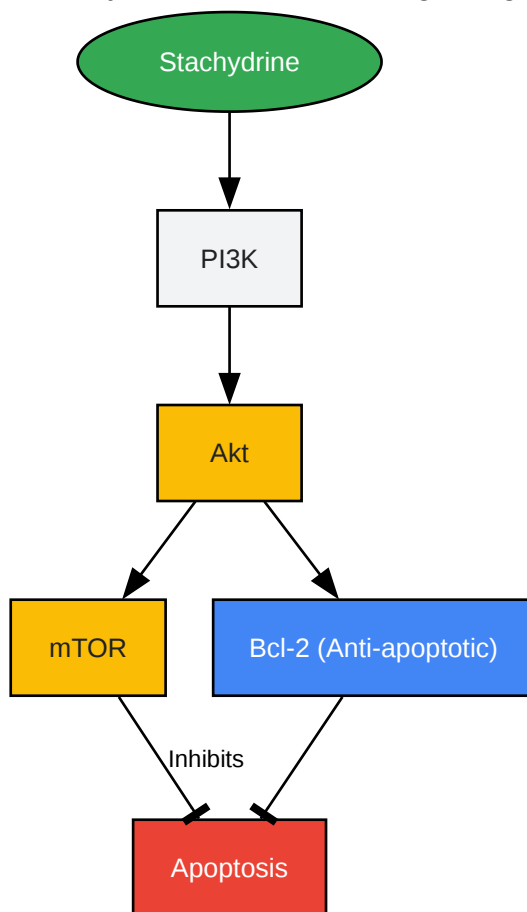 Stachydrine
PI3K
Akt
mTOR
Bcl-2 (Anti-apoptotic)
Inhibits
Apoptosis